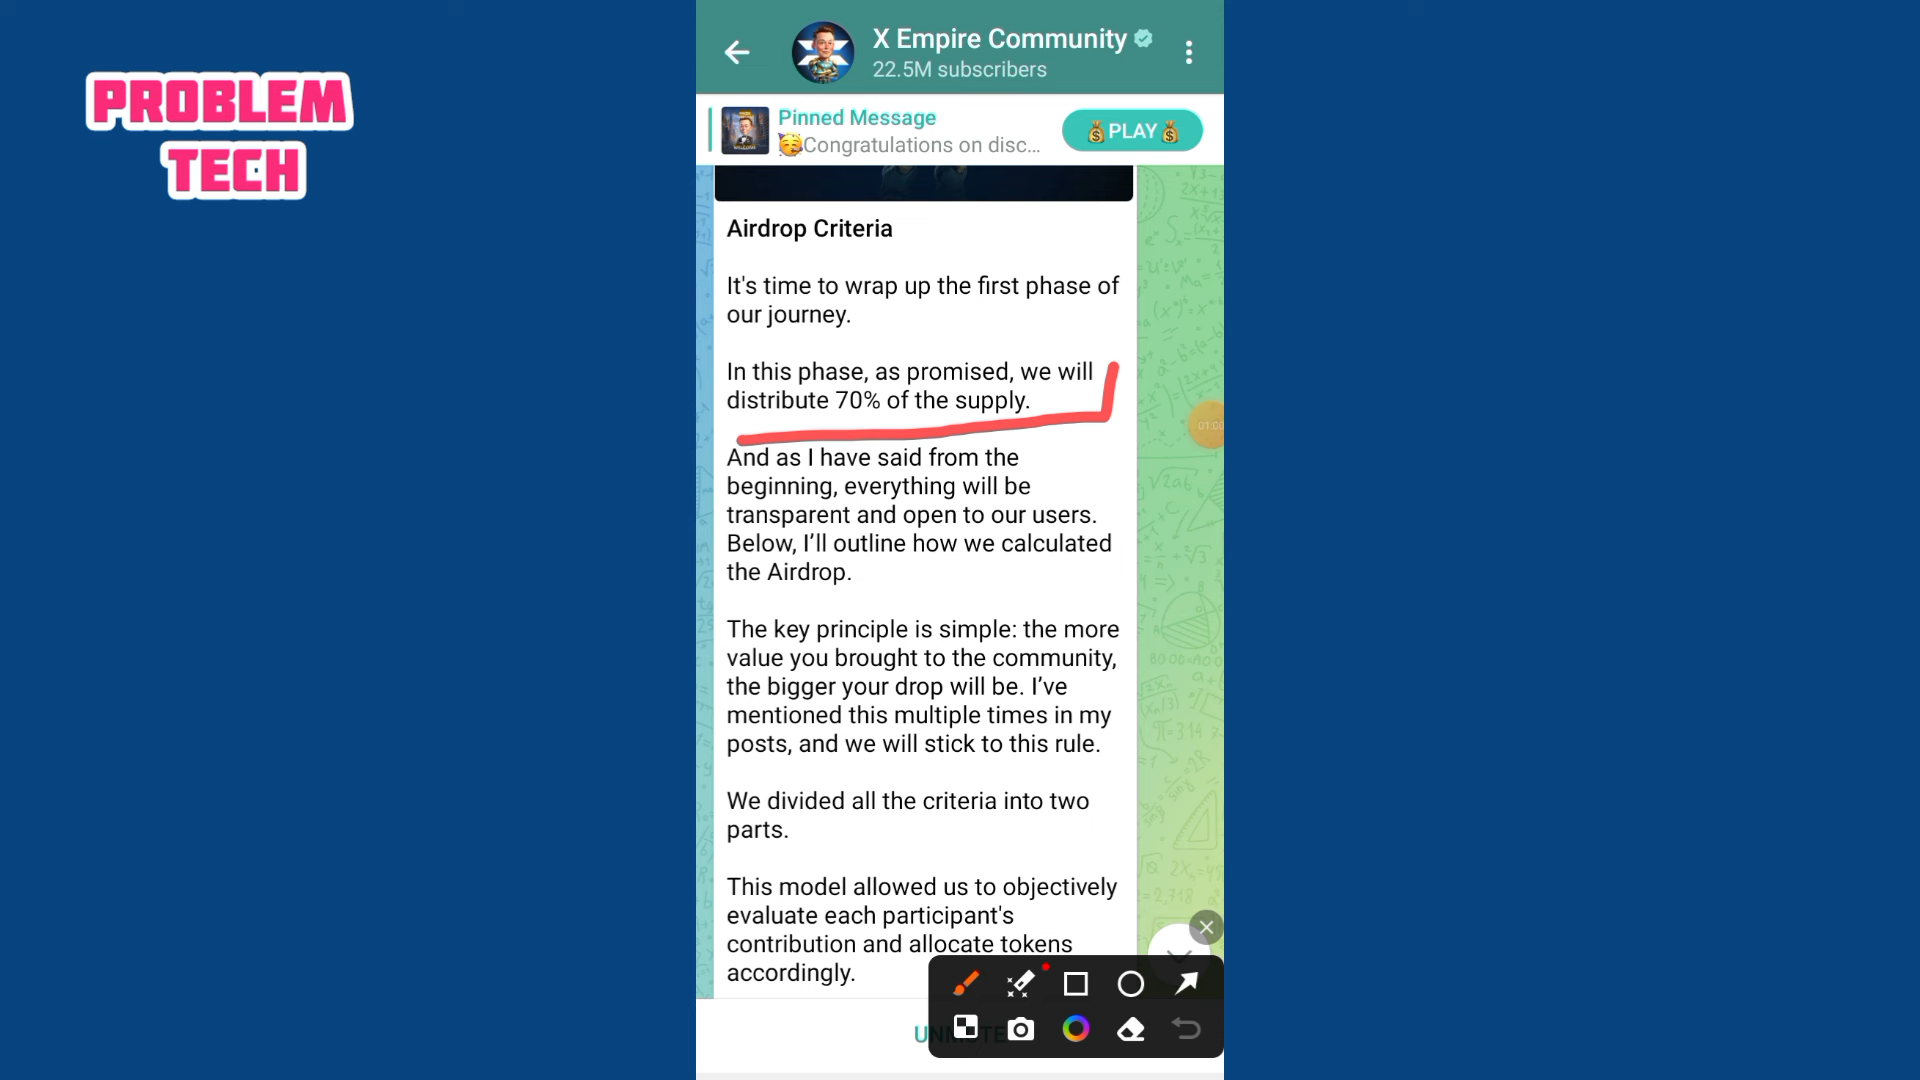 PROBLEM
TECH
X Empire Community
22.5M subscribers
Pinned Message
🥳Congratulations on disc...
💰PLAY💰
Airdrop Criteria
It's time to wrap up the first phase of
our journey.
In this phase, as promised, we will
distribute 70% of the supply.
And as I have said from the
beginning, everything will be
transparent and open to our users.
Below, I’ll outline how we calculated
the Airdrop.
The key principle is simple: the more
value you brought to the community,
the bigger your drop will be. I’ve
mentioned this multiple times in my
posts, and we will stick to this rule.
We divided all the criteria into two
parts.
This model allowed us to objectively
evaluate each participant's
contribution and allocate tokens
accordingly.
01:00